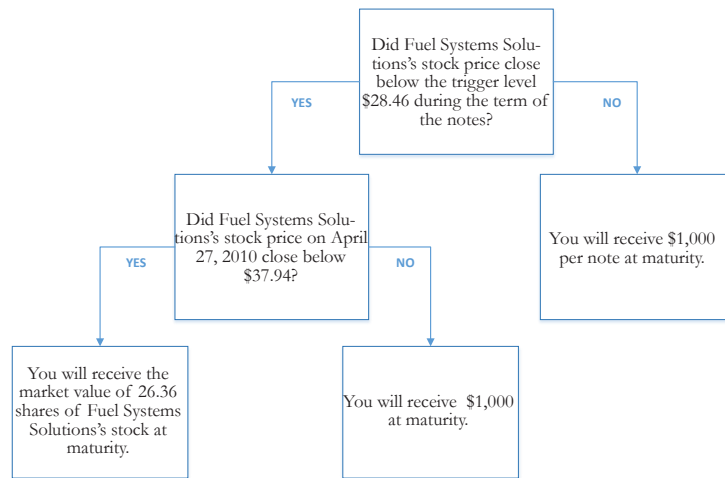 Did Fuel Systems Solu-
tions's stock price close
below the trigger level
$28.46 during the term of
the notes?
YES
NO
Did Fuel Systems Solu-
tions's stock price on April
27, 2010 close below
$37.94?
You will receive $1,000
per note at maturity.
YES
NO
You will receive the
market value of 26.36
shares of Fuel Systems
Solutions's stock at
maturity.
You will receive  $1,000
at maturity.